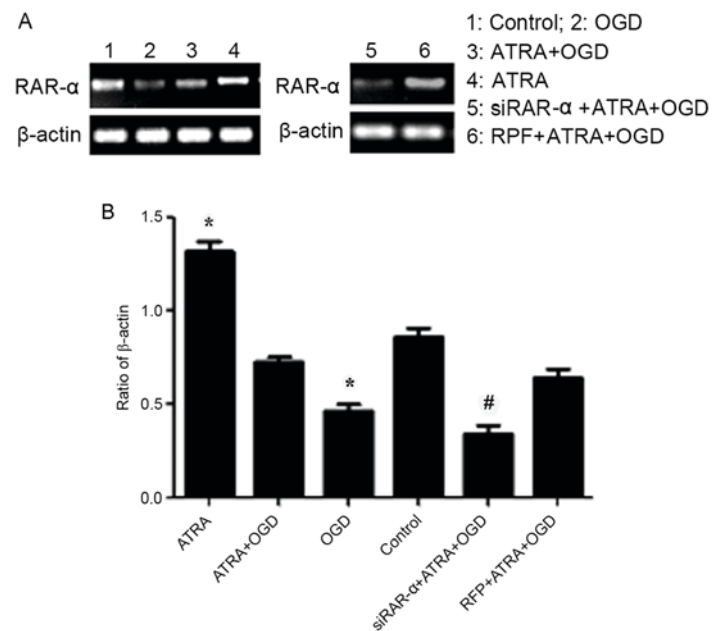 A
1 2 3 4
RAR-α
β-actin
5 6
RAR-α
β-actin
1: Control; 2: OGD
3: ATRA+OGD
4: ATRA
5: siRAR-α +ATRA+OGD
6: RPF+ATRA+OGD
B
Ratio of β-actin
1.5
1.0
0.5
0.0
*
*
#
ATRA
ATRA+OGD
OGD
Control
siRAR-α+ATRA+OGD
RFP+ATRA+OGD